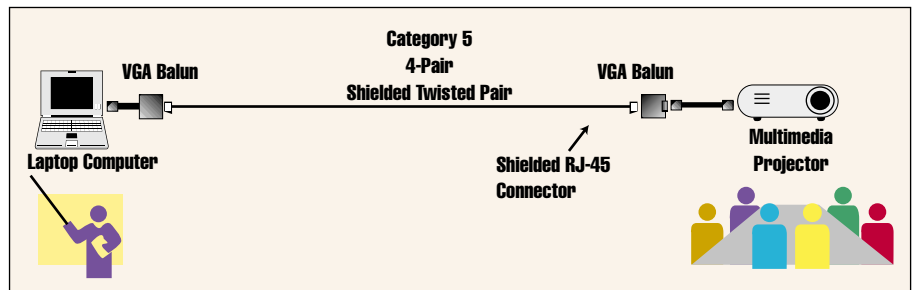 Category 5
4-Pair
Shielded Twisted Pair
VGA Balun
VGA Balun
Laptop Computer
Shielded RJ-45
Connector
Multimedia
Projector